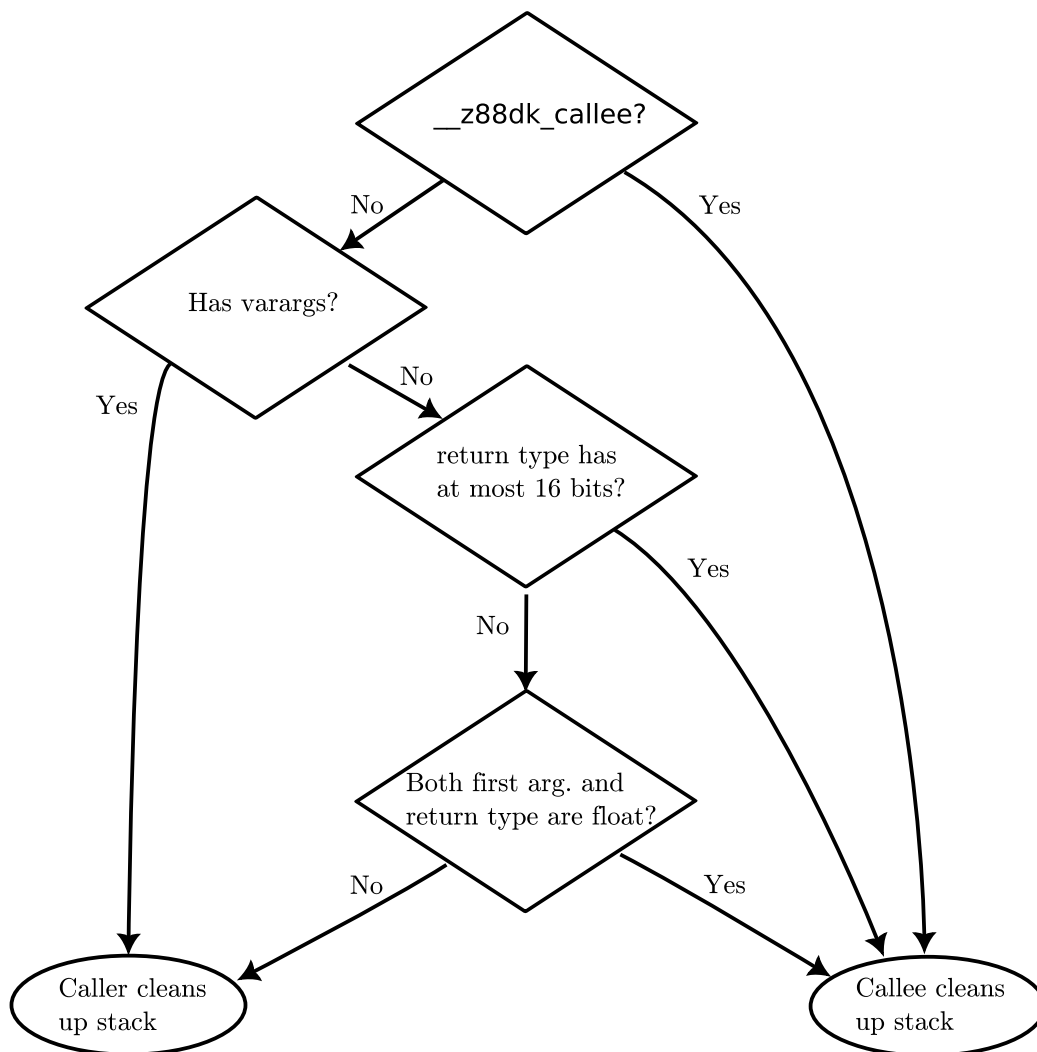 __z88dk_callee?
No
Yes
Has varargs?
Yes
No
return type has
at most 16 bits?
Yes
No
Both first arg. and
return type are float?
No
Yes
Caller cleans
up stack
Callee cleans
up stack